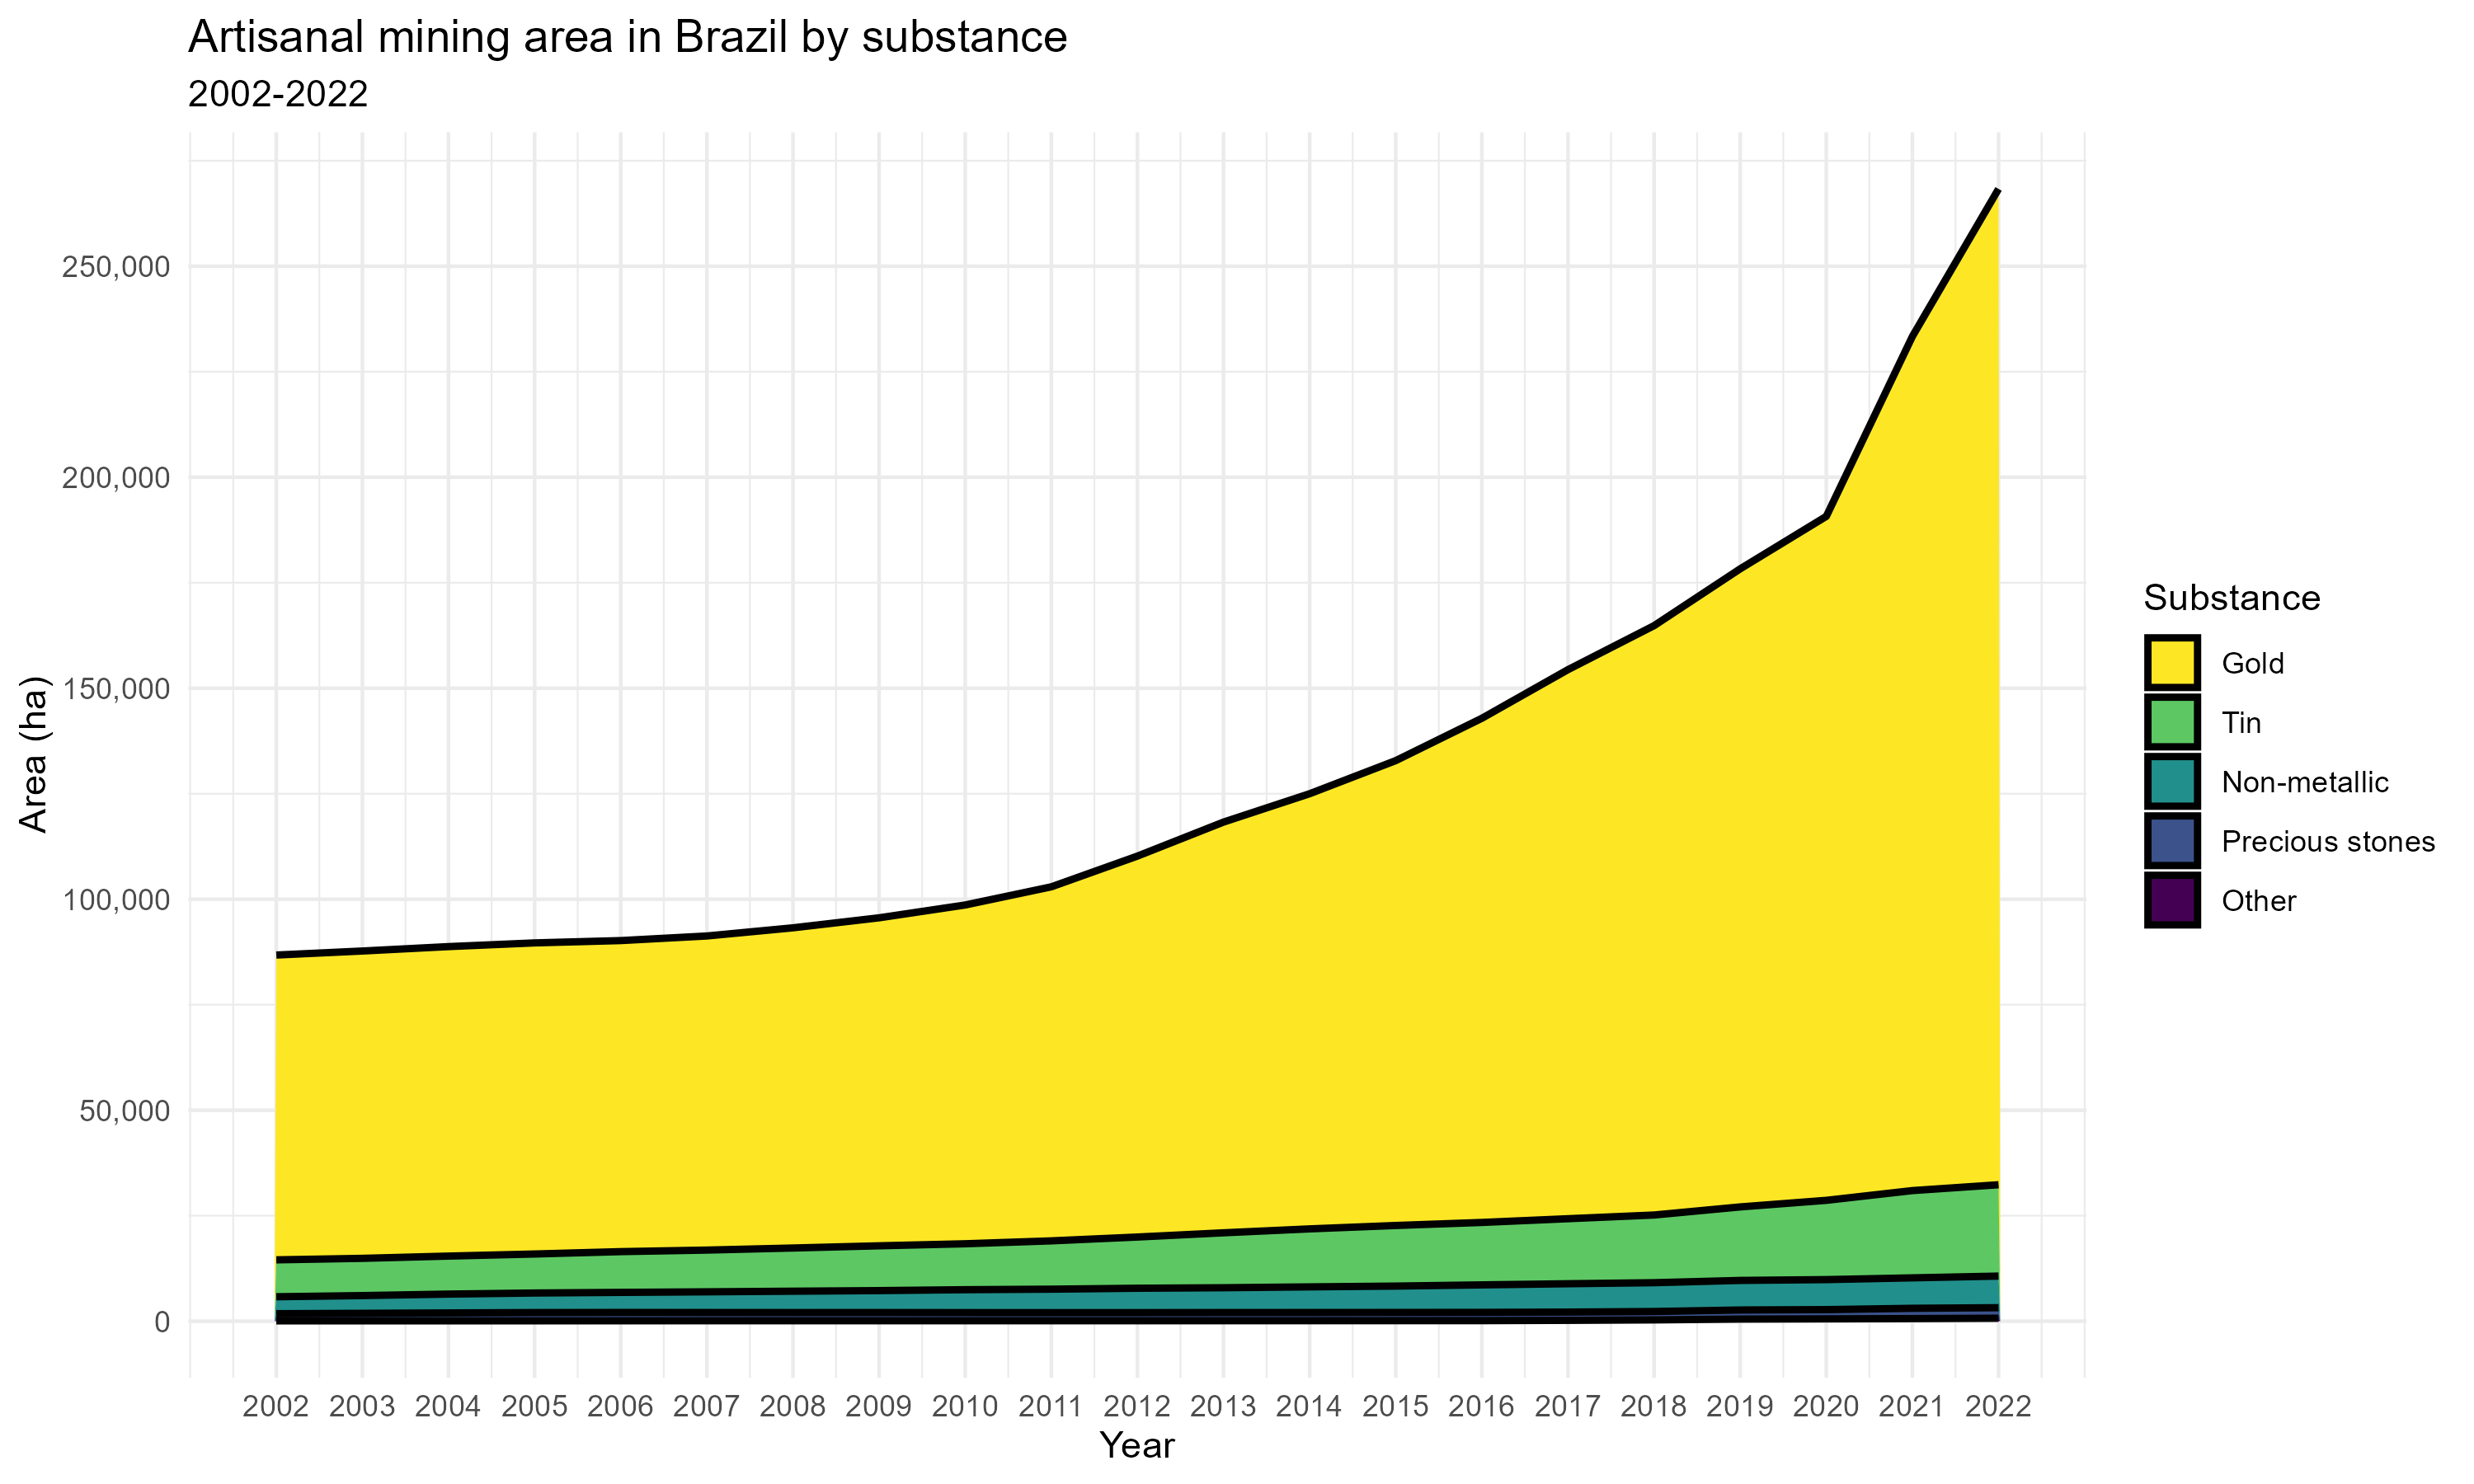 Artisanal mining area in Brazil by substance
2002-2022
Area (ha)
250,000
200,000
150,000
100,000
50,000
0
2002 2003 2004 2005 2006 2007 2008 2009 2010 2011 2012 2013 2014 2015 2016 2017 2018 2019 2020 2021 2022
Year
Substance
Gold
Tin
Non-metallic
Precious stones
Other